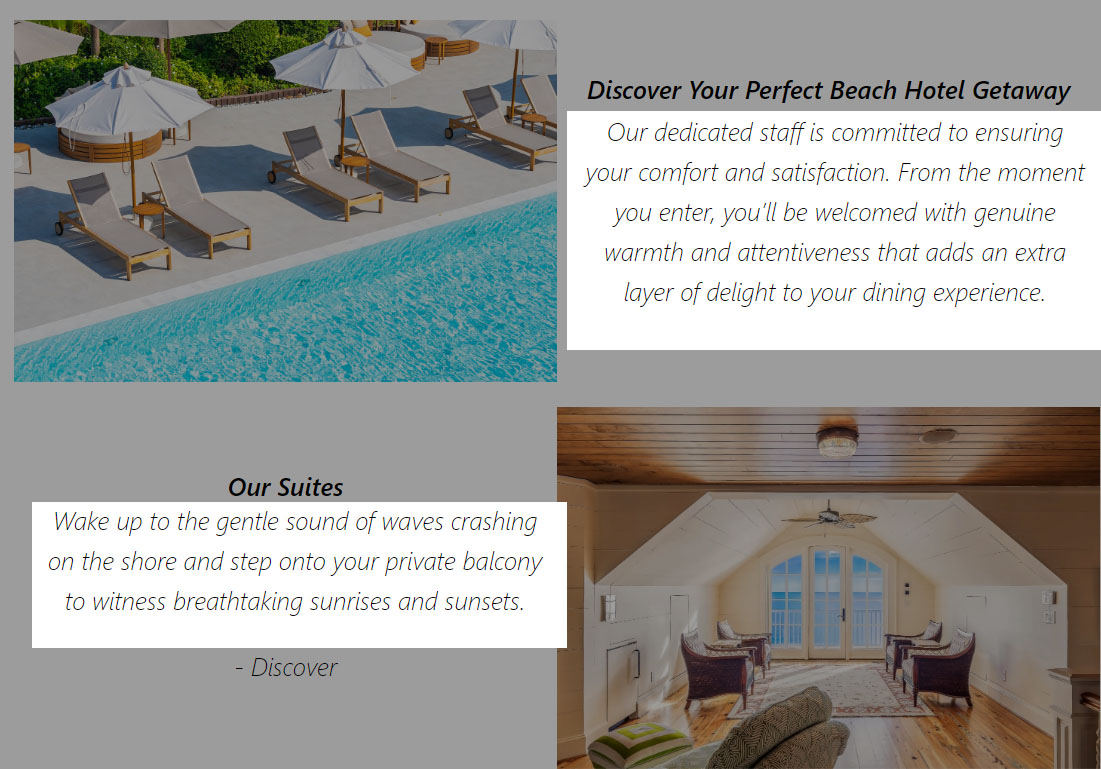 Discover Your Perfect Beach Hotel Getaway
Our dedicated staff is committed to ensuring
your comfort and satisfaction. From the moment
you enter, you'll be welcomed with genuine
warmth and attentiveness that adds an extra
layer of delight to your dining experience.
Our Suites
Wake up to the gentle sound of waves crashing
on the shore and step onto your private balcony
to witness breathtaking sunrises and sunsets.
- Discover